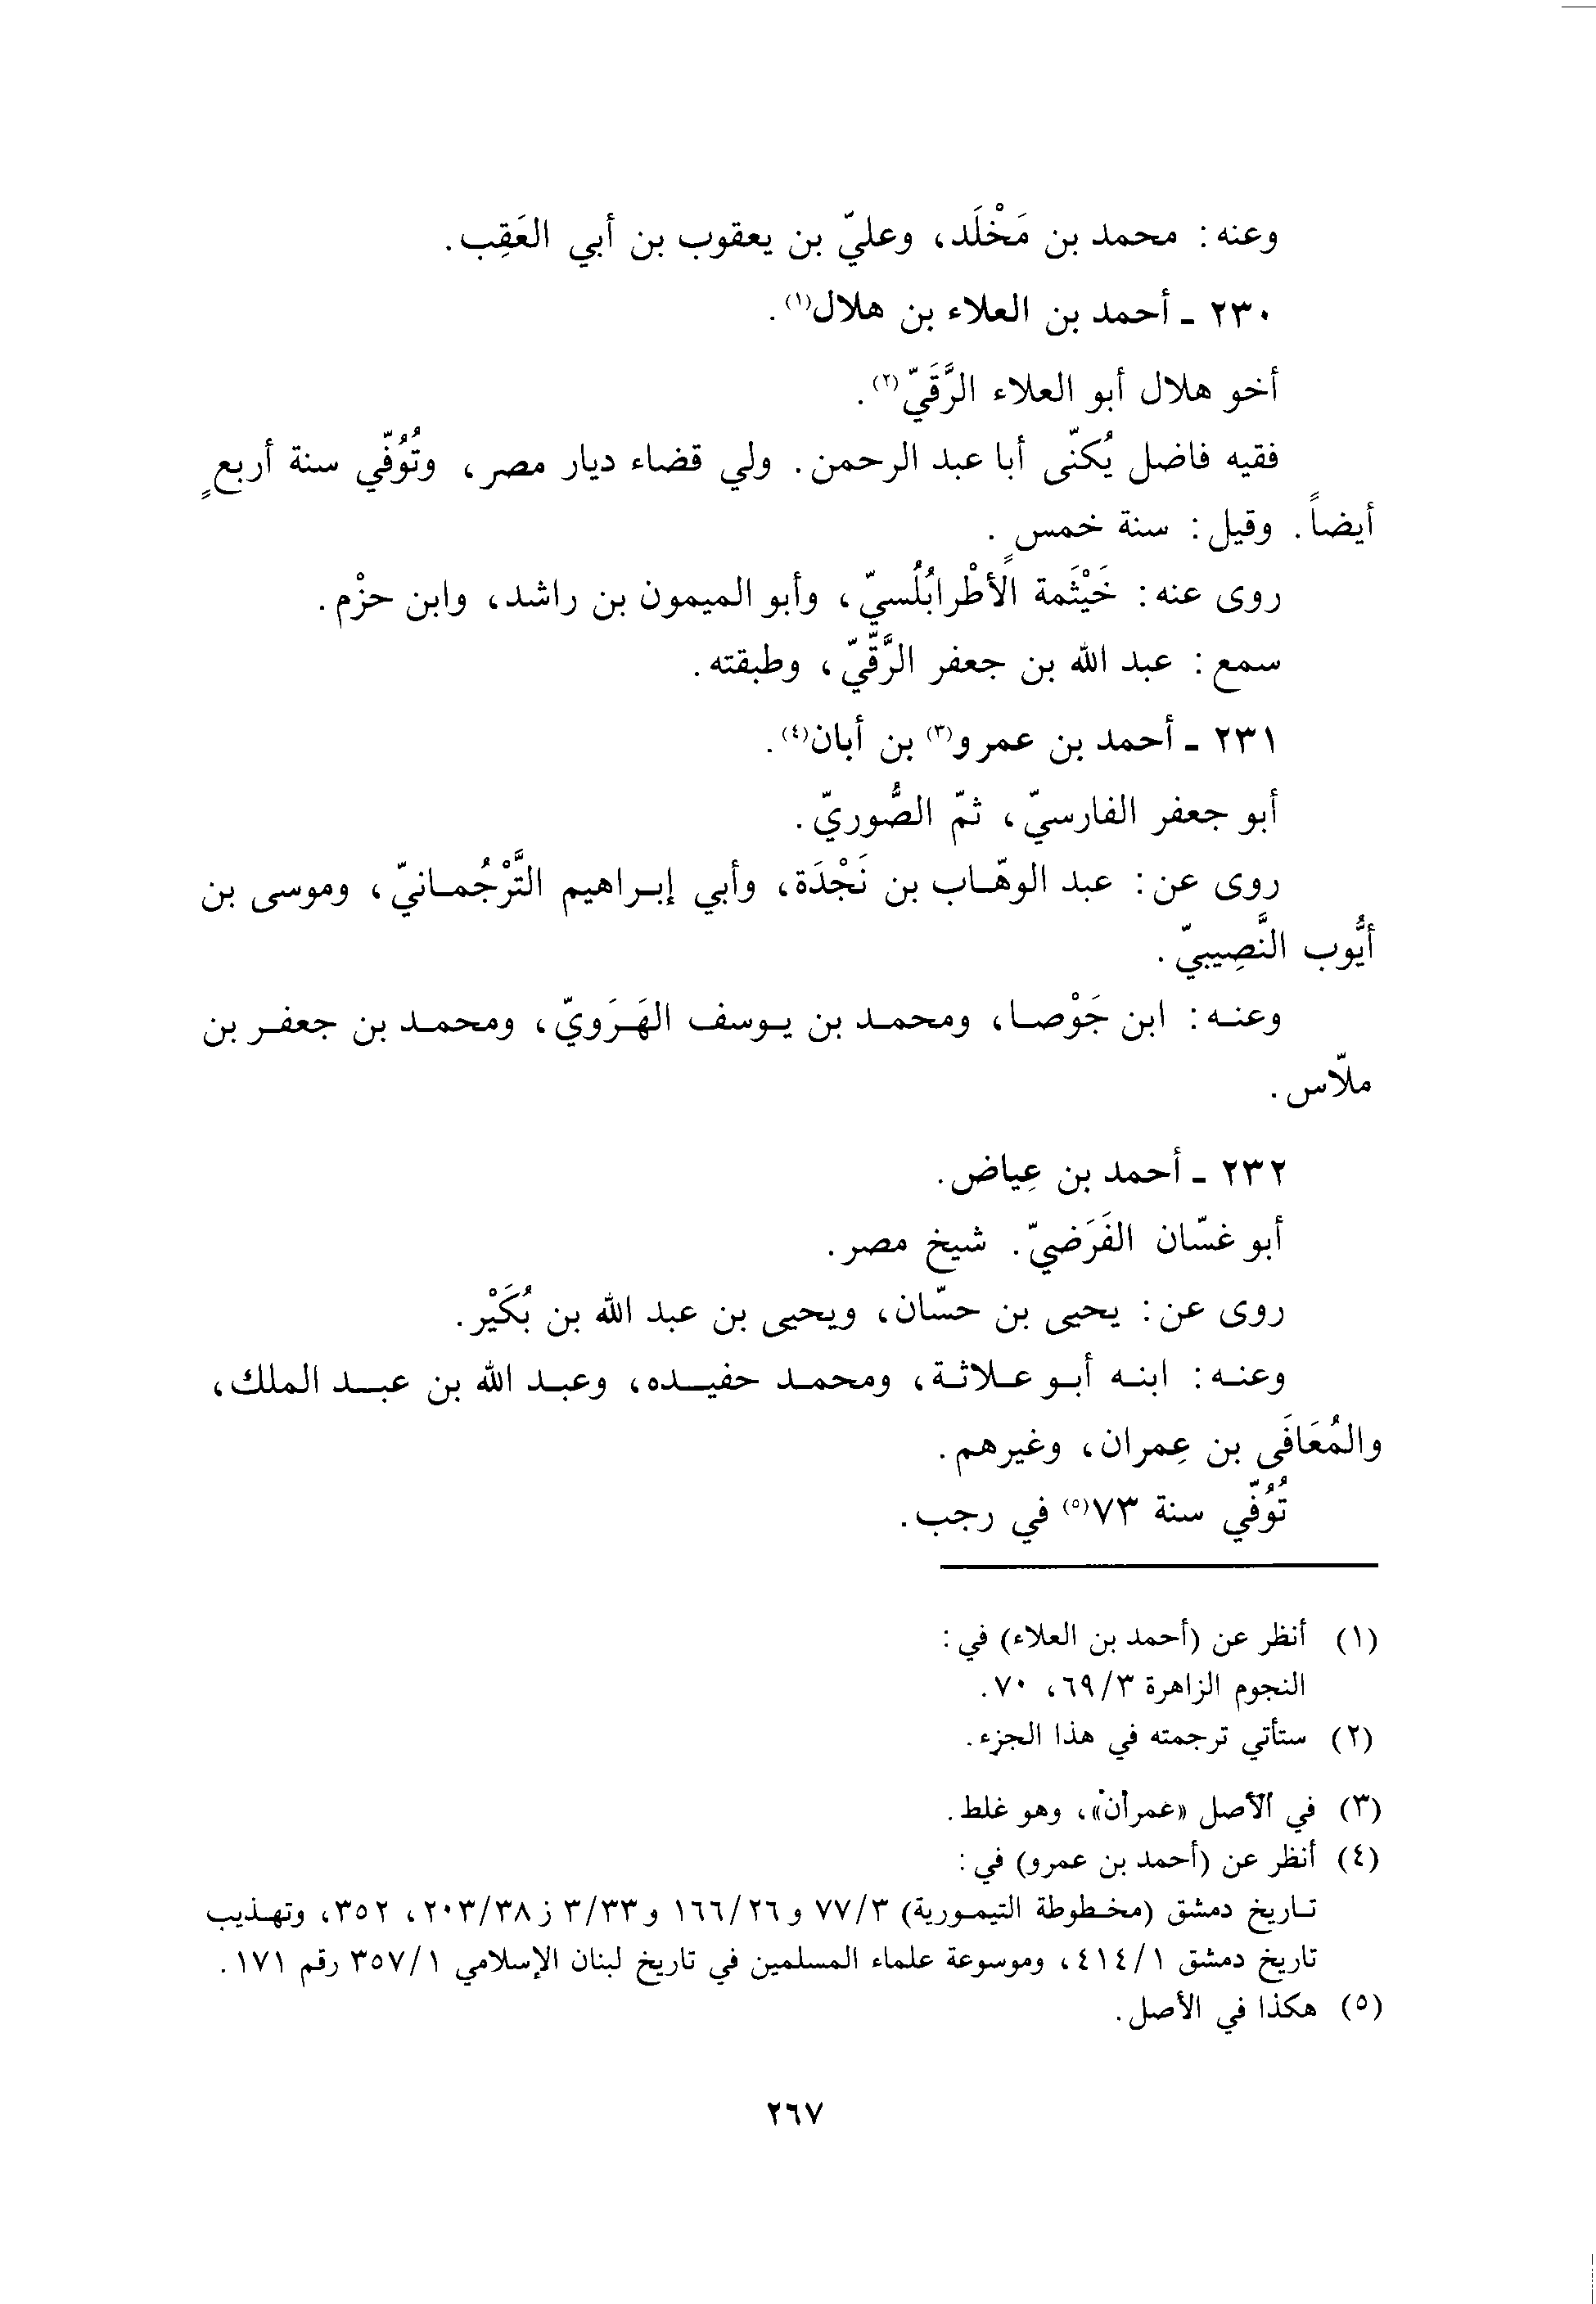 وعنه : محمد بن مَخْلَد، وعليّ بن يعقوب بن أبي العَقِب.
٢٣٠ ـ أحمد بن العلاء بن هلال(١).
أخو هلال أبو العلاء الرَّقَيّ(٢).
فقيه فاضل يُكنّى أبا عبد الرحمن. ولي قضاء ديار مصر، وتُوُفّي سنة أربعٍ
أيضاً. وقيل: سنة خمسٍ.
روى عنه: خَيْثَمة الأطْرابُلُسيّ، وأبو الميمون بن راشد، وابن حزْم.
سمع: عبد الله بن جعفر الرَّقّيّ، وطبقته.
٢٣١ ـ أحمد بن عمرو(٣) بن أبان(٤).
أبو جعفر الفارسيّ، ثمّ الصُّوريّ.
روى عن: عبد الوهّاب بن نَجْدَة، وأبي إبراهيم التَّرْجُمانيّ، وموسى بن
أيُّوب النَّصِيبيّ.
وعنه: ابن جَوْصا، ومحمد بن يوسف الهَرَويّ، ومحمد بن جعفر بن
ملّاس.
٢٣٢ ـ أحمد بن عِياض.
أبو غسّان الفَرَضيّ. شيخ مصر.
روى عن: يحيى بن حسّان، ويحيى بن عبد الله بن بُكَيْر.
وعنه: ابنه أبو علاثة، ومحمد حفيده، وعبد الله بن عبد الملك،
والمُعَافَى بن عِمران، وغيرهم.
تُوُفّي سنة ٧٣(٥) في رجب.
(١) أنظر عن (أحمد بن العلاء) في:
النجوم الزاهرة ٦٩/٣، ٧٠.
(٢) ستأتي ترجمته في هذا الجزء.
(٣) في الأصل «عمران»، وهو غلط.
(٤) أنظر عن (أحمد بن عمرو) في:
تاريخ دمشق (مخطوطة التيمورية) ٧٧/٣ و ١٦٦/٢٦ و٣/٣٣ ز ٢٠٣/٣٨، ٣٥٢، وتهذيب
تاريخ دمشق ٤١٤/١، وموسوعة علماء المسلمين في تاريخ لبنان الإسلامي ٣٥٧/١ رقم ١٧١.
(٥) هكذا في الأصل.
٢٦٧